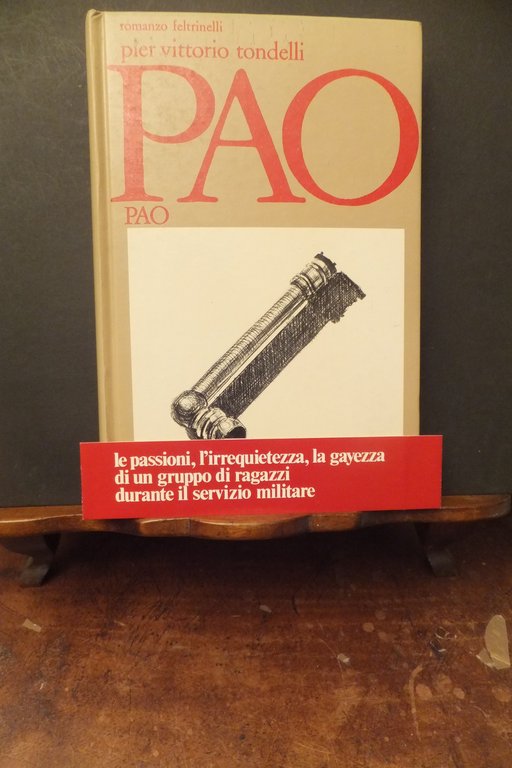 romanzo feltrinelli
pier vittorio tondelli
PAO
PAO
le passioni, l'irrequietezza, la gayezza
di un gruppo di ragazzi
durante il servizio militare